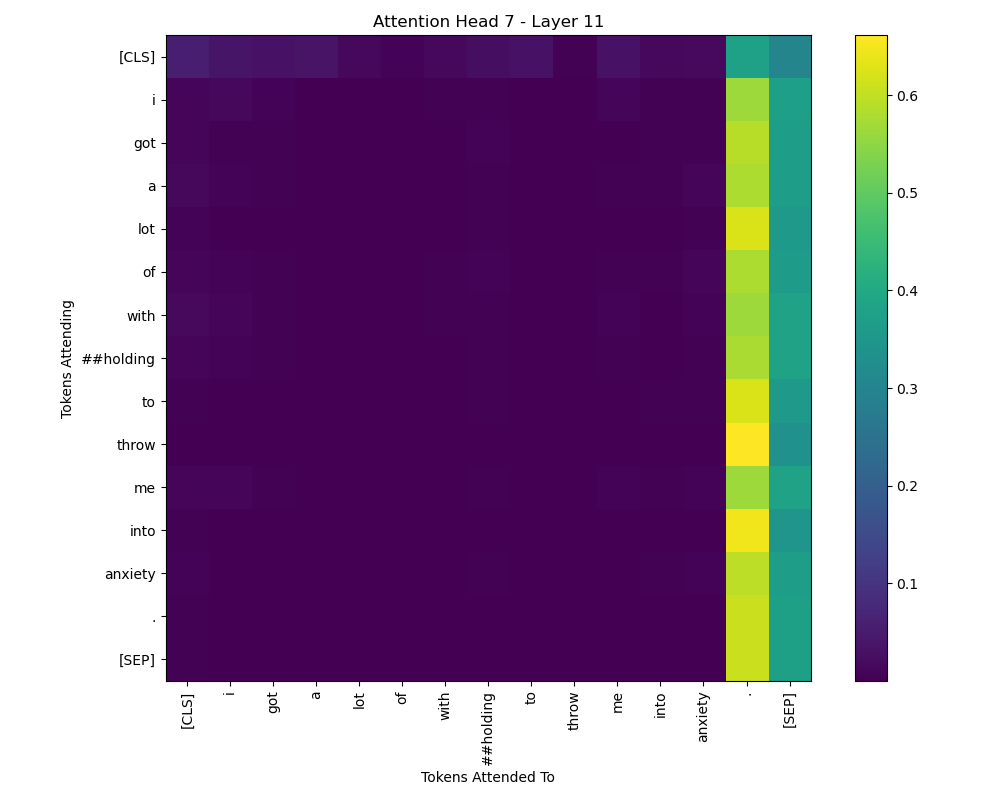 Attention Head 7 - Layer 11
Tokens Attending
[CLS]
i
got
a
lot
of
with
##holding
to
throw
me
into
anxiety
.
[SEP]
[CLS] i got a lot of with ##holding to throw me into anxiety . [SEP]
Tokens Attended To
0.6
0.5
0.4
0.3
0.2
0.1